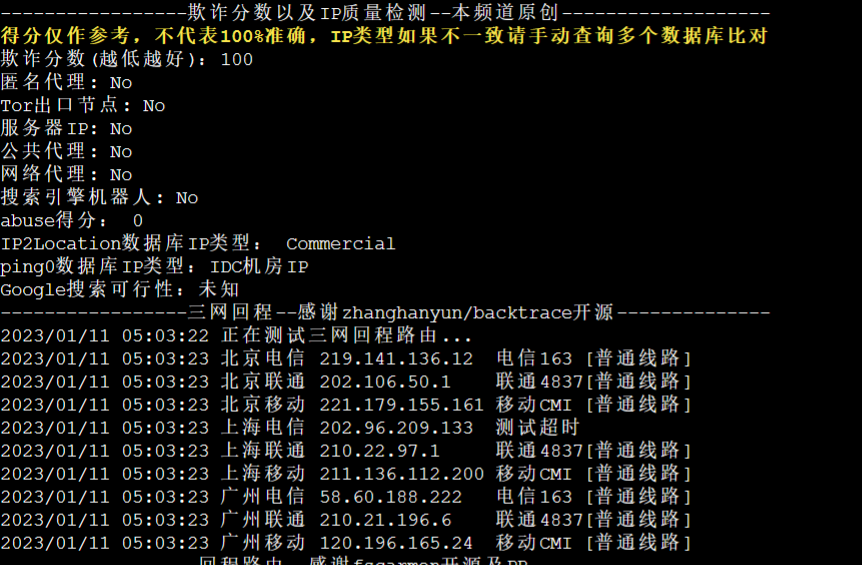 -----------------欺诈分数以及IP质量检测--本频道原创-------------------
得分仅作参考，不代表100%准确，IP类型如果不一致请手动查询多个数据库比对
欺诈分数(越低越好): 100
匿名代理: No
Tor出口节点: No
服务器IP: No
公共代理: No
网络代理: No
搜索引擎机器人: No
abuse得分： 0
IP2Location数据库IP类型： Commercial
ping0数据库IP类型: IDC机房IP
Google搜索可行性: 未知
-----------------三网回程--感谢zhanghanyun/backtrace开源--------------
2023/01/11 05:03:22 正在测试三网回程路由...
2023/01/11 05:03:23 北京电信 219.141.136.12  电信163 [普通线路]
2023/01/11 05:03:23 北京联通 202.106.50.1    联通4837[普通线路]
2023/01/11 05:03:23 北京移动 221.179.155.161 移动CMI [普通线路]
2023/01/11 05:03:23 上海电信 202.96.209.133  测试超时
2023/01/11 05:03:23 上海联通 210.22.97.1     联通4837[普通线路]
2023/01/11 05:03:23 上海移动 211.136.112.200 移动CMI [普通线路]
2023/01/11 05:03:23 广州电信 58.60.188.222   电信163 [普通线路]
2023/01/11 05:03:23 广州联通 210.21.196.6    联通4837[普通线路]
2023/01/11 05:03:23 广州移动 120.196.165.24  移动CMI [普通线路]